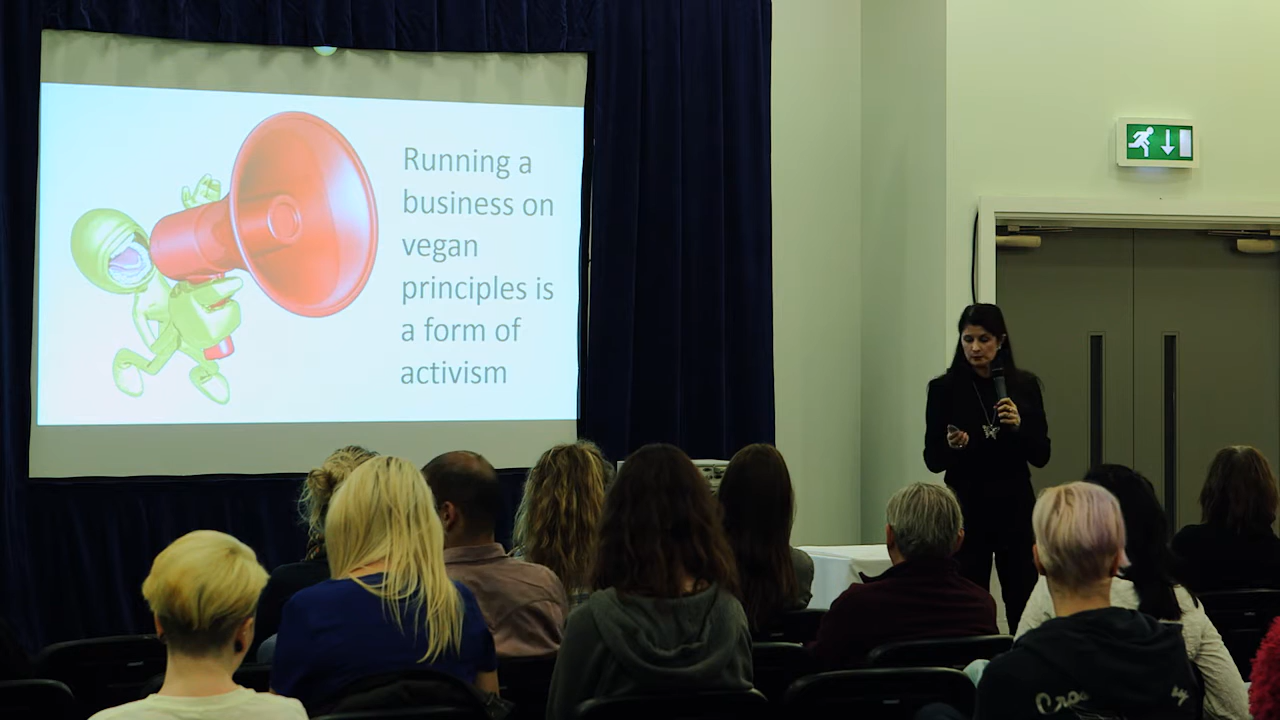 Running a
business on
vegan
principles is
a form of
activism